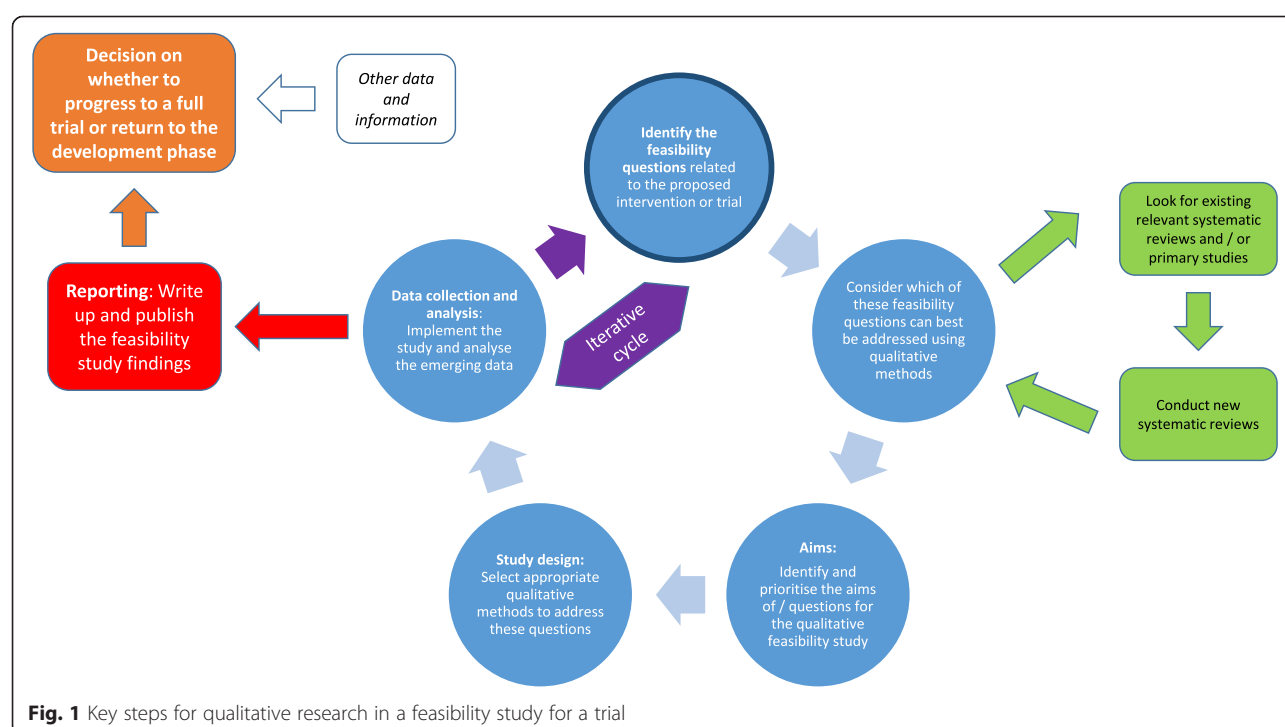 Decision on
whether to
progress to a full
trial or return to the
development phase
Other data
and
information
Identify the
feasibility
questions related
to the proposed
intervention or trial
Look for existing
relevant systematic
reviews and / or
primary studies
Reporting: Write
up and publish
the feasibility
study findings
Data collection and
analysis:
Implement the
study and analyse
the emerging data
Iterative
cycle
Consider which of
these feasibility
questions can best
be addressed using
qualitative
methods
Conduct new
systematic reviews
Study design:
Select appropriate
qualitative
methods to address
these questions
Aims:
Identify and
prioritise the aims
of / questions for
the qualitative
feasibility study
Fig. 1 Key steps for qualitative research in a feasibility study for a trial